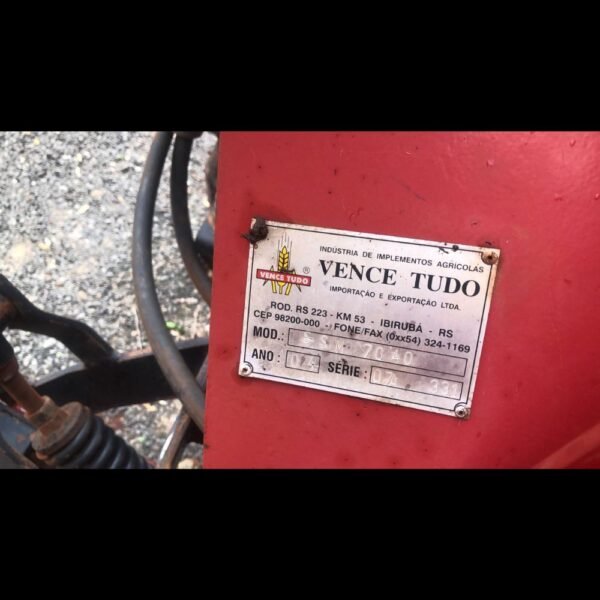 INDÚSTRIA DE IMPLEMENTOS AGRÍCOLAS
VENCE TUDO ®
VENCE TUDO
IMPORTAÇÃO E EXPORTAÇÃO LTDA.
ROD. RS 223 - KM 53 - IBIRUBÁ - RS
CEP 98200-000 - FONE/FAX (0xx54) 324-1169
MOD.:
ANO : SÉRIE :